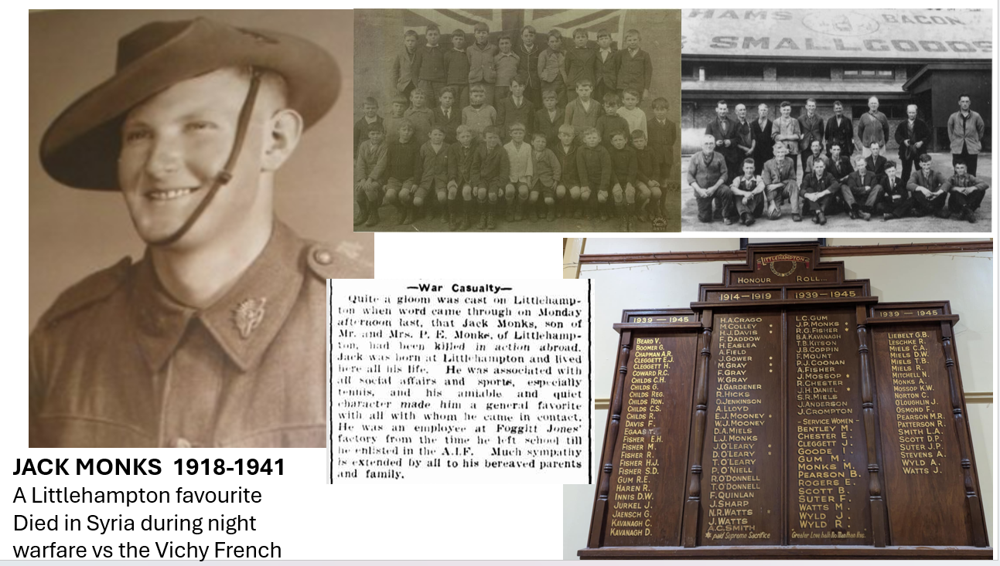 HAMS
BACON
& SMALLGOODS
—War Casualty—
Quite a gloom was cast on Littlehamp-
ton when word came through on Monday
afternoon last, that Jack Monks, son of
Mr. and Mrs. P. E. Monks, of Littlehamp-
ton, had been killed in action abroad.
Jack was born at Littlehampton and lived
here all his life. He was associated with
all social affairs and sports, especially
tennis, and his amiable and quiet
character made him a general favorite
with all with whom he came in contact.
He was an employee at Foggitt Jones'
factory from the time he left school till
he enlisted in the A.I.F. Much sympathy
is extended by all to his bereaved parents
and family.
JACK MONKS 1918-1941
A Littlehampton favourite
Died in Syria during night
warfare vs the Vichy French
LITTLEHAMPTON
HONOUR ROLL
1939—1945
BEARD V.
BOOMER G.
CHAPMAN A.R.
CLEGGETT E.J.
CLEGGETT H.
COWARD R.C.
CHILDS C.H.
CHILDS G.
CHILDS REG.
CHILDS RON.
CHILDS C.S.
CHILDS R.
DAVIS F.
FISHER E.H.
FISHER M.
FISHER R.
FISHER H.J.
FISHER S.D.
GUM R.E.
HAREN R.
INNIS D.W.
JURKEL J.
JAENSCH G.
KAVANAGH C.
KAVANAGH D.
1914—1919
H.A.CRAGO
M.COLLEY *
H.J.DAVIS *
F.DADDOW
H.EASLEA
A.FIELD
J.GOWER *
M.GRAY *
F.GRAY *
W.GRAY
J.GARDENER
R.HICKS
O.JENKINSON
A.LLOYD
E.J.MOONEY *
W.J.MOONEY
D.A.MIELS
L.J.MONKS
J.O'LEARY *
D.O'LEARY *
T.O'LEARY
P.O'NIELL
R.O'DONNELL
T.O'DONNELL
F.QUINLAN
J.SHARP
N.R.WATTS *
J.WATTS
A.C.SMITH
* paid Supreme Sacrifice
1939—1945
L.C.GUM
J.P.MONKS *
R.G.FISHER *
B.A.KAVANAGH
T.B.KITSON
J.B.COPPIN
F.MOUNT
P.J.COONAN
A.FISHER
J.MOSSOP *
R.CHESTER
J.H.DANIEL *
S.R.MIELS
J.ANDERSON
J.CROMPTON
- SERVICE WOMEN -
BENTLEY M.
CHESTER E.
CLEGGETT J.
GOODE I.
GUM M.
MONKS M.
PEARSON B.
ROGERS E.
SCOTT B.
SUTER F.
WATTS M.
WYLD J.
WYLD R.
Greater Love hath No Man than this.
1939—1945
LIEBELT G.B.
LESCHKE R.
MIELS C.A.
MIELS D.W.
MIELS T.B.
MIELS R.
MITCHELL N.
MONKS A.
MOSSOP K.W.
NORTON C.
O'LOUGHLIN J.
OSMOND F.
PEARSON M.R.
PATTERSON R.
SMITH L.A.
SCOTT D.P.
SUTER J.P.
STEVENS A.
WYLD A.
WATTS J.